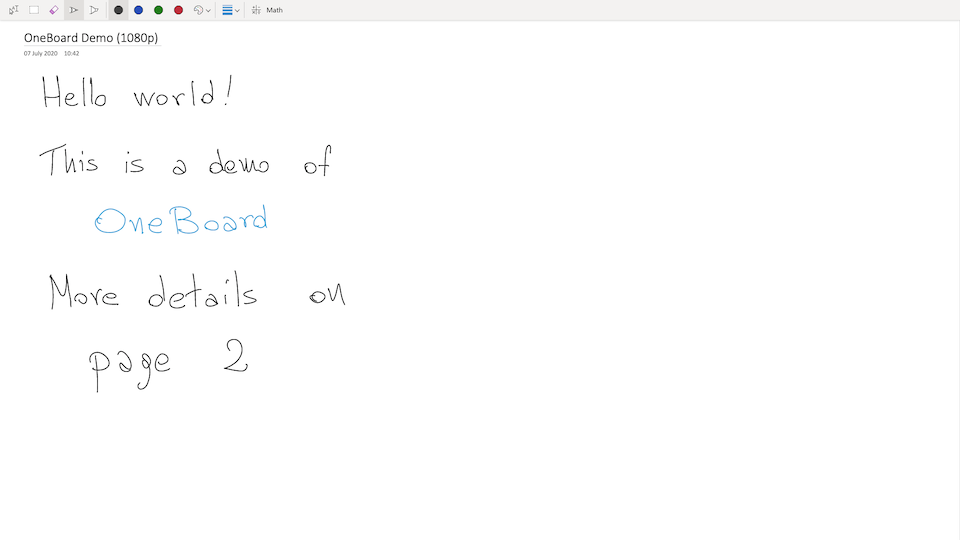 Math
OneBoard Demo (1080p)
07 July 2020 10:42
Hello world!
This is a demo of
OneBoard
More details on
page 2